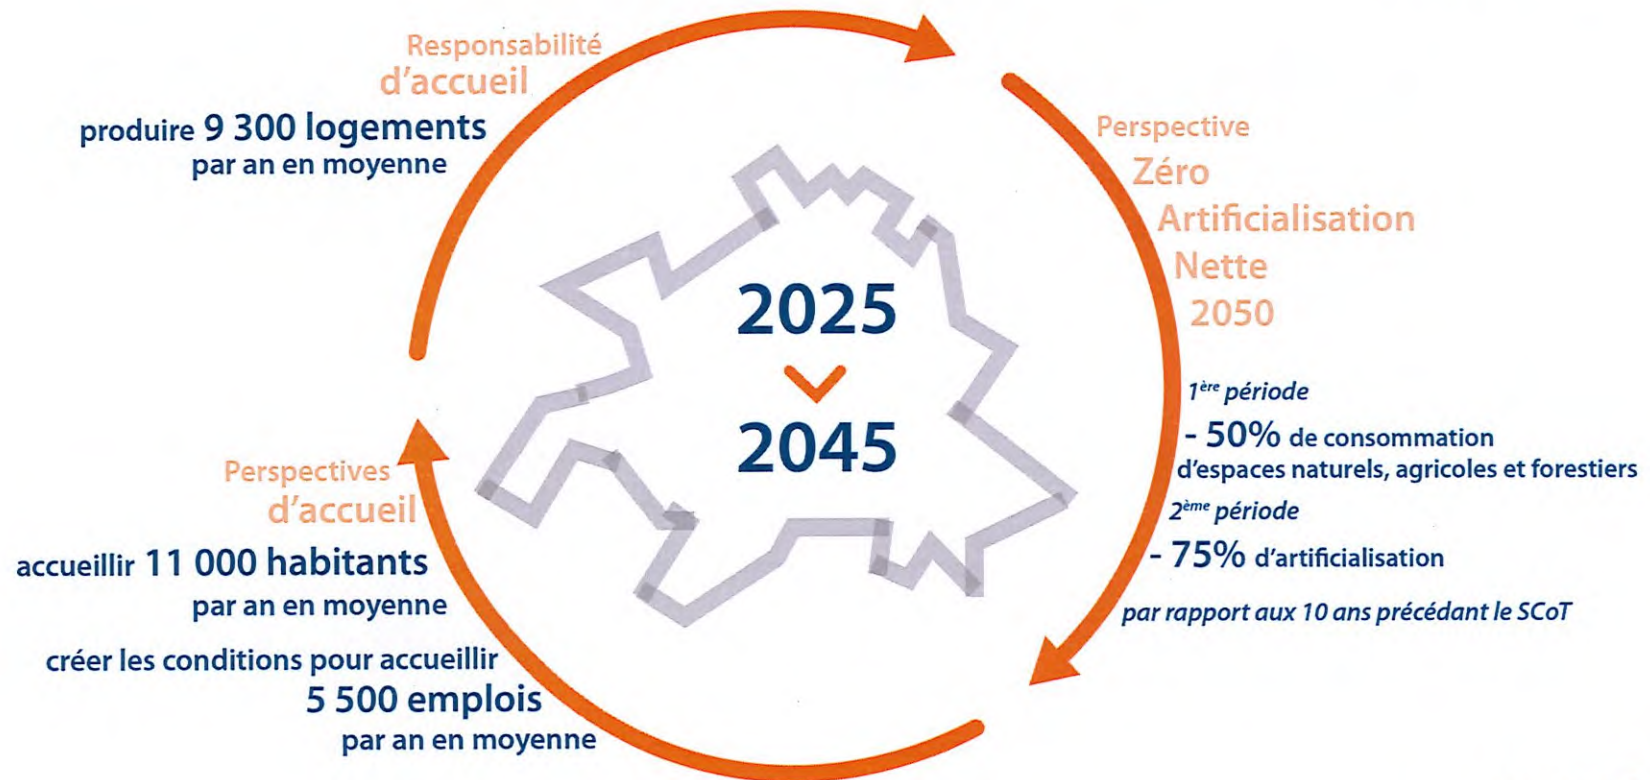 Responsabilité
d'accueil
produire 9 300 logements
par an en moyenne
Perspective
Zéro
Artificialisation
Nette
2050
1ère période
- 50% de consommation
d'espaces naturels, agricoles et forestiers
2ème période
- 75% d'artificialisation
par rapport aux 10 ans précédant le SCoT
Perspectives
d'accueil
accueillir 11 000 habitants
par an en moyenne
créer les conditions pour accueillir
5 500 emplois
par an en moyenne
2025
2045